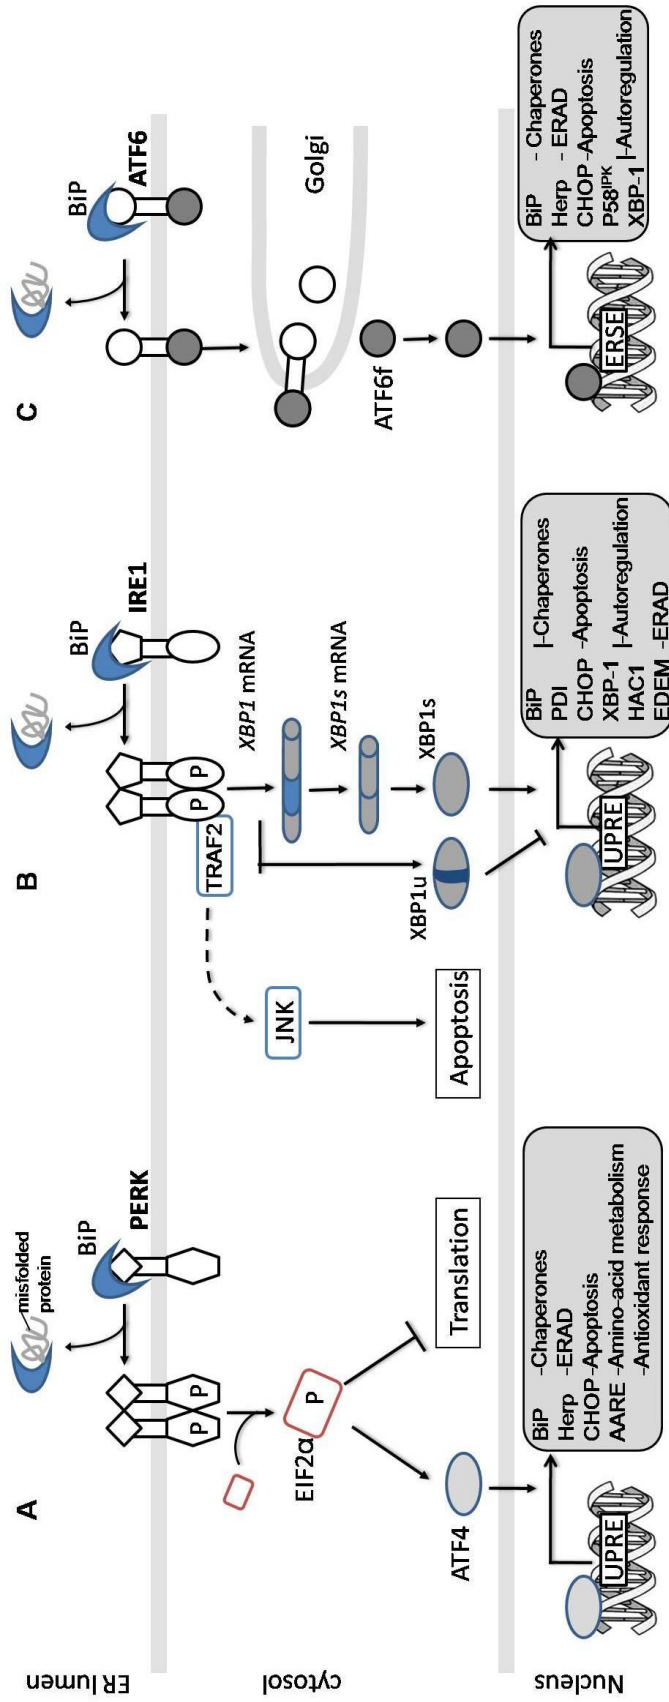 A
misfolded
protein
BiP
PERK
P
P
EIF2α
P
ATF4
Translation
UPRE
BiP -Chaperones
Herp -ERAD
CHOP-Apoptosis
AARE -Amino-acid metabolism
-Antioxidant response
B
BiP
IRE1
P
P
TRAF2
XBP1 mRNA
XBP1s mRNA
XBP1s
XBP1u
JNK
Apoptosis
UPRE
BiP |-Chaperones
PDI
CHOP -Apoptosis
XBP-1 |-Autoregulation
HAC1
EDEM -ERAD
C
BiP
ATF6
Golgi
ATF6f
ERSE
BiP - Chaperones
Herp - ERAD
CHOP -Apoptosis
P58IPK
XBP-1 |-Autoregulation
ER lumen
cytosol
Nucleus